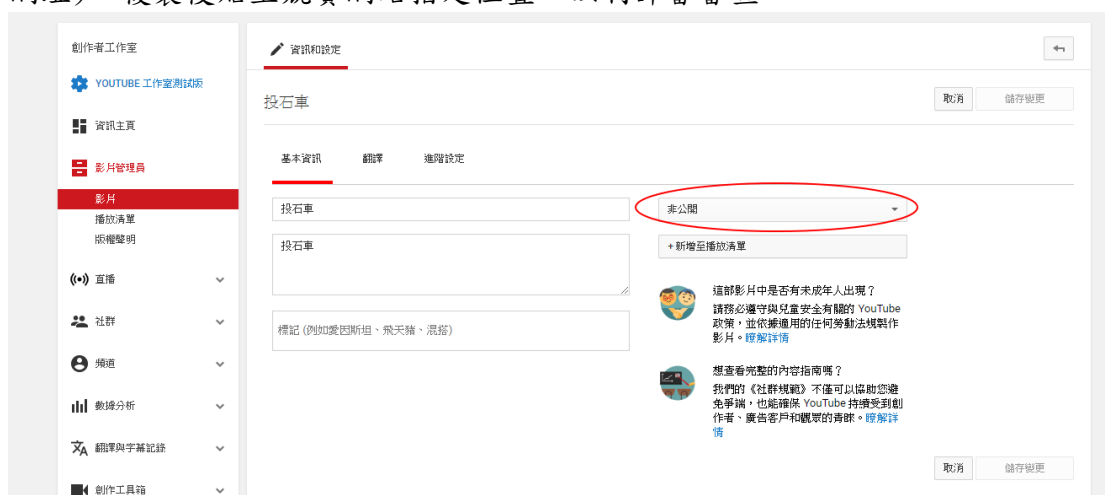 創作者工作室
YOUTUBE 工作室測試版
資訊主頁
影片管理員
影片
播放清單
版權聲明
直播
社群
頻道
數據分析
翻譯與字幕記錄
創作工具箱
資訊和設定
投石車
取消
儲存變更
基本資訊
翻譯
進階設定
投石車
非公開
投石車
+ 新增至播放清單
標記 (例如愛因斯坦、飛天豬、混搭)
這部影片中是否有未成年人出現？
請務必遵守與兒童安全有關的 YouTube
政策，並依據適用的任何勞動法規製作
影片。瞭解詳情
想查看完整的內容指南嗎？
我們的《社群規範》不僅可以協助您避
免爭端，也能確保 YouTube 持續受到創
作者、廣告客戶和觀眾的青睞。瞭解詳
情
取消
儲存變更